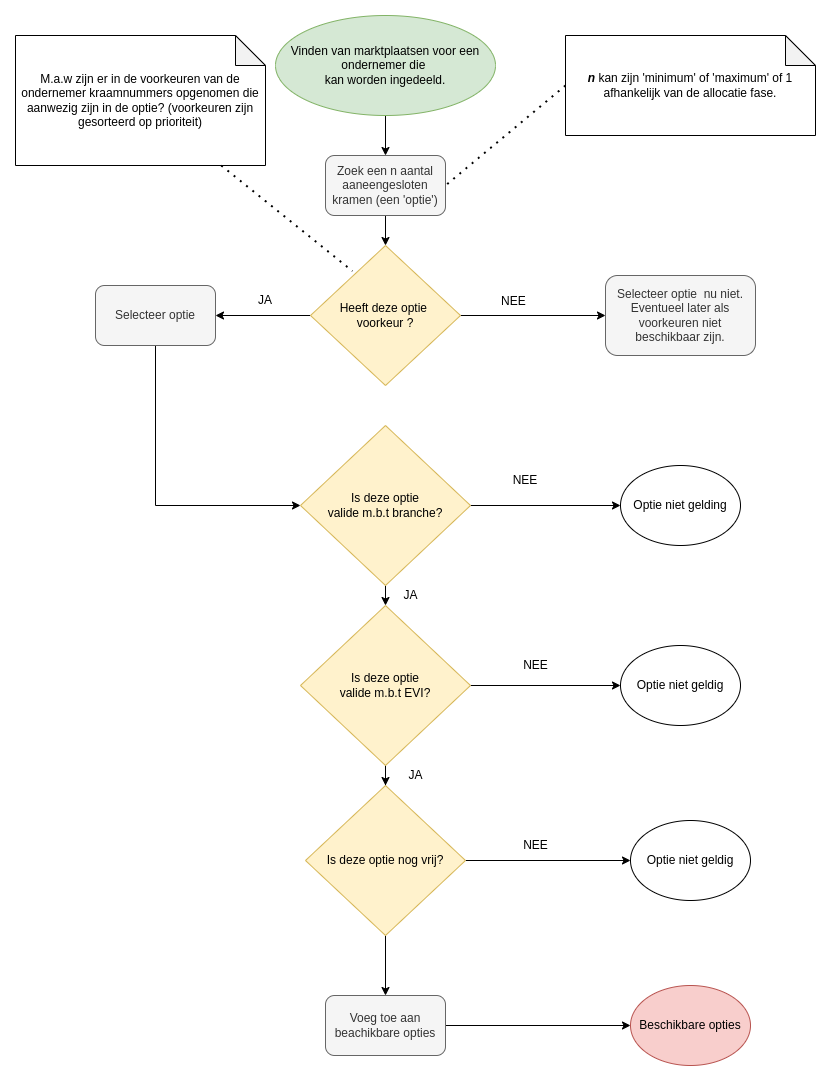 Vinden van marktplaatsen voor een
ondernemer die
kan worden ingedeeld.
M.a.w zijn er in de voorkeuren van de
ondernemer kraamnummers opgenomen die
aanwezig zijn in de optie? (voorkeuren zijn
gesorteerd op prioriteit)
n kan zijn 'minimum' of 'maximum' of 1
afhankelijk van de allocatie fase.
Zoek een n aantal
aaneengesloten
kramen (een 'optie')
Heeft deze optie
voorkeur ?
JA
NEE
Selecteer optie
Selecteer optie  nu niet.
Eventueel later als
voorkeuren niet
beschikbaar zijn.
Is deze optie
valide m.b.t branche?
NEE
Optie niet gelding
JA
Is deze optie
valide m.b.t EVI?
NEE
Optie niet geldig
JA
Is deze optie nog vrij?
NEE
Optie niet geldig
Voeg toe aan
beachikbare opties
Beschikbare opties